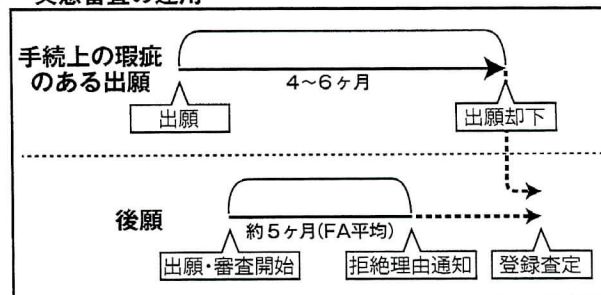 手続上の瑕疵
のある出願
4〜6ヶ月
出願
出願却下
後願
約5ヶ月(FA平均)
出願・審査開始
拒絶理由通知
登録査定